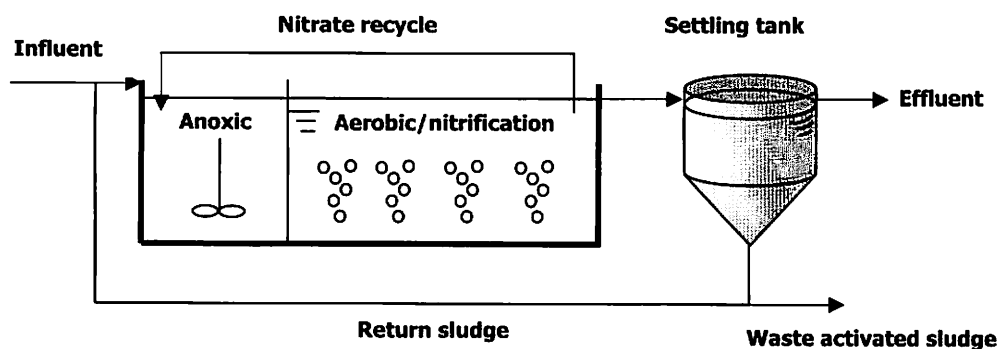 Nitrate recycle
Settling tank
Influent
Effluent
Anoxic
Aerobic/nitrification
Return sludge
Waste activated sludge